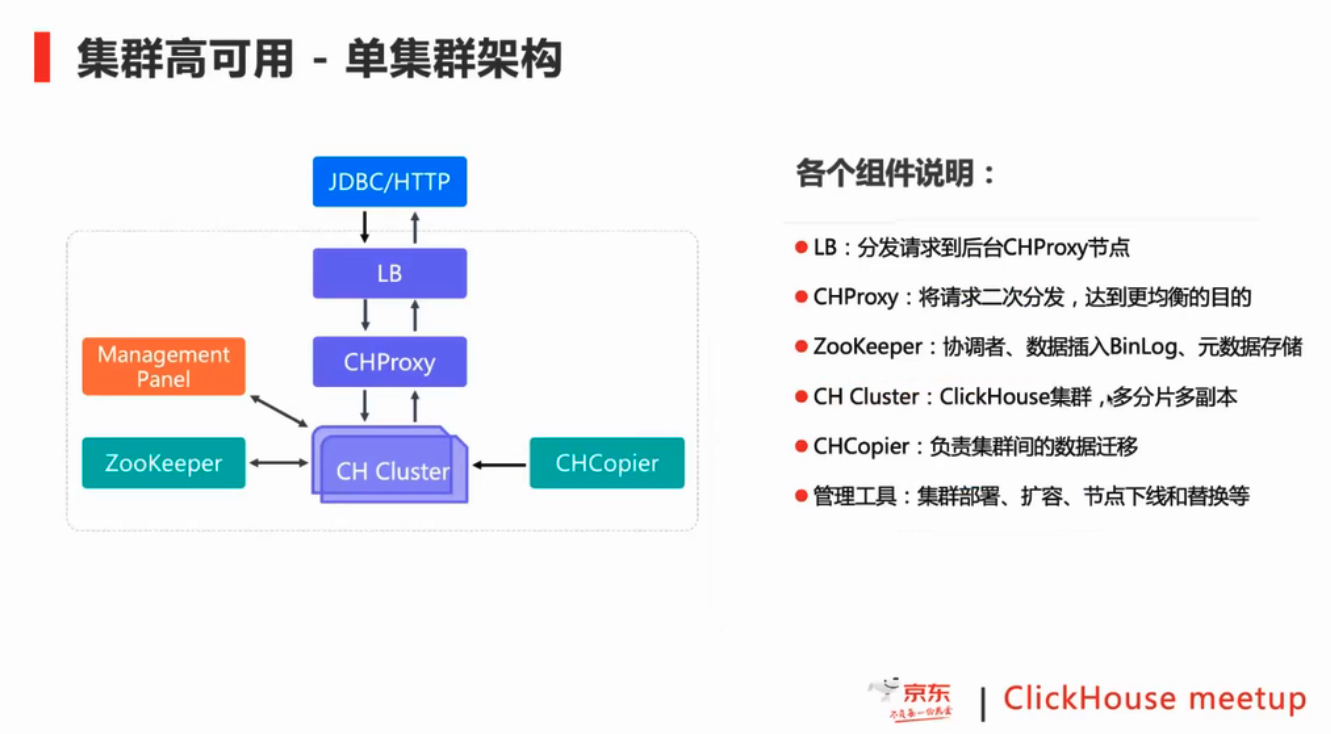 集群高可用 - 单集群架构
JDBC/HTTP
LB
CHProxy
Management
Panel
ZooKeeper
CH Cluster
CHCopier
各个组件说明：
LB：分发请求到后台CHProxy节点
CHProxy：将请求二次分发，达到更均衡的目的
ZooKeeper：协调者、数据插入BinLog、元数据存储
CH Cluster：ClickHouse集群，多分片多副本
CHCopier：负责集群间的数据迁移
管理工具：集群部署、扩容、节点下线和替换等
京东
不负每一份热爱
| ClickHouse meetup